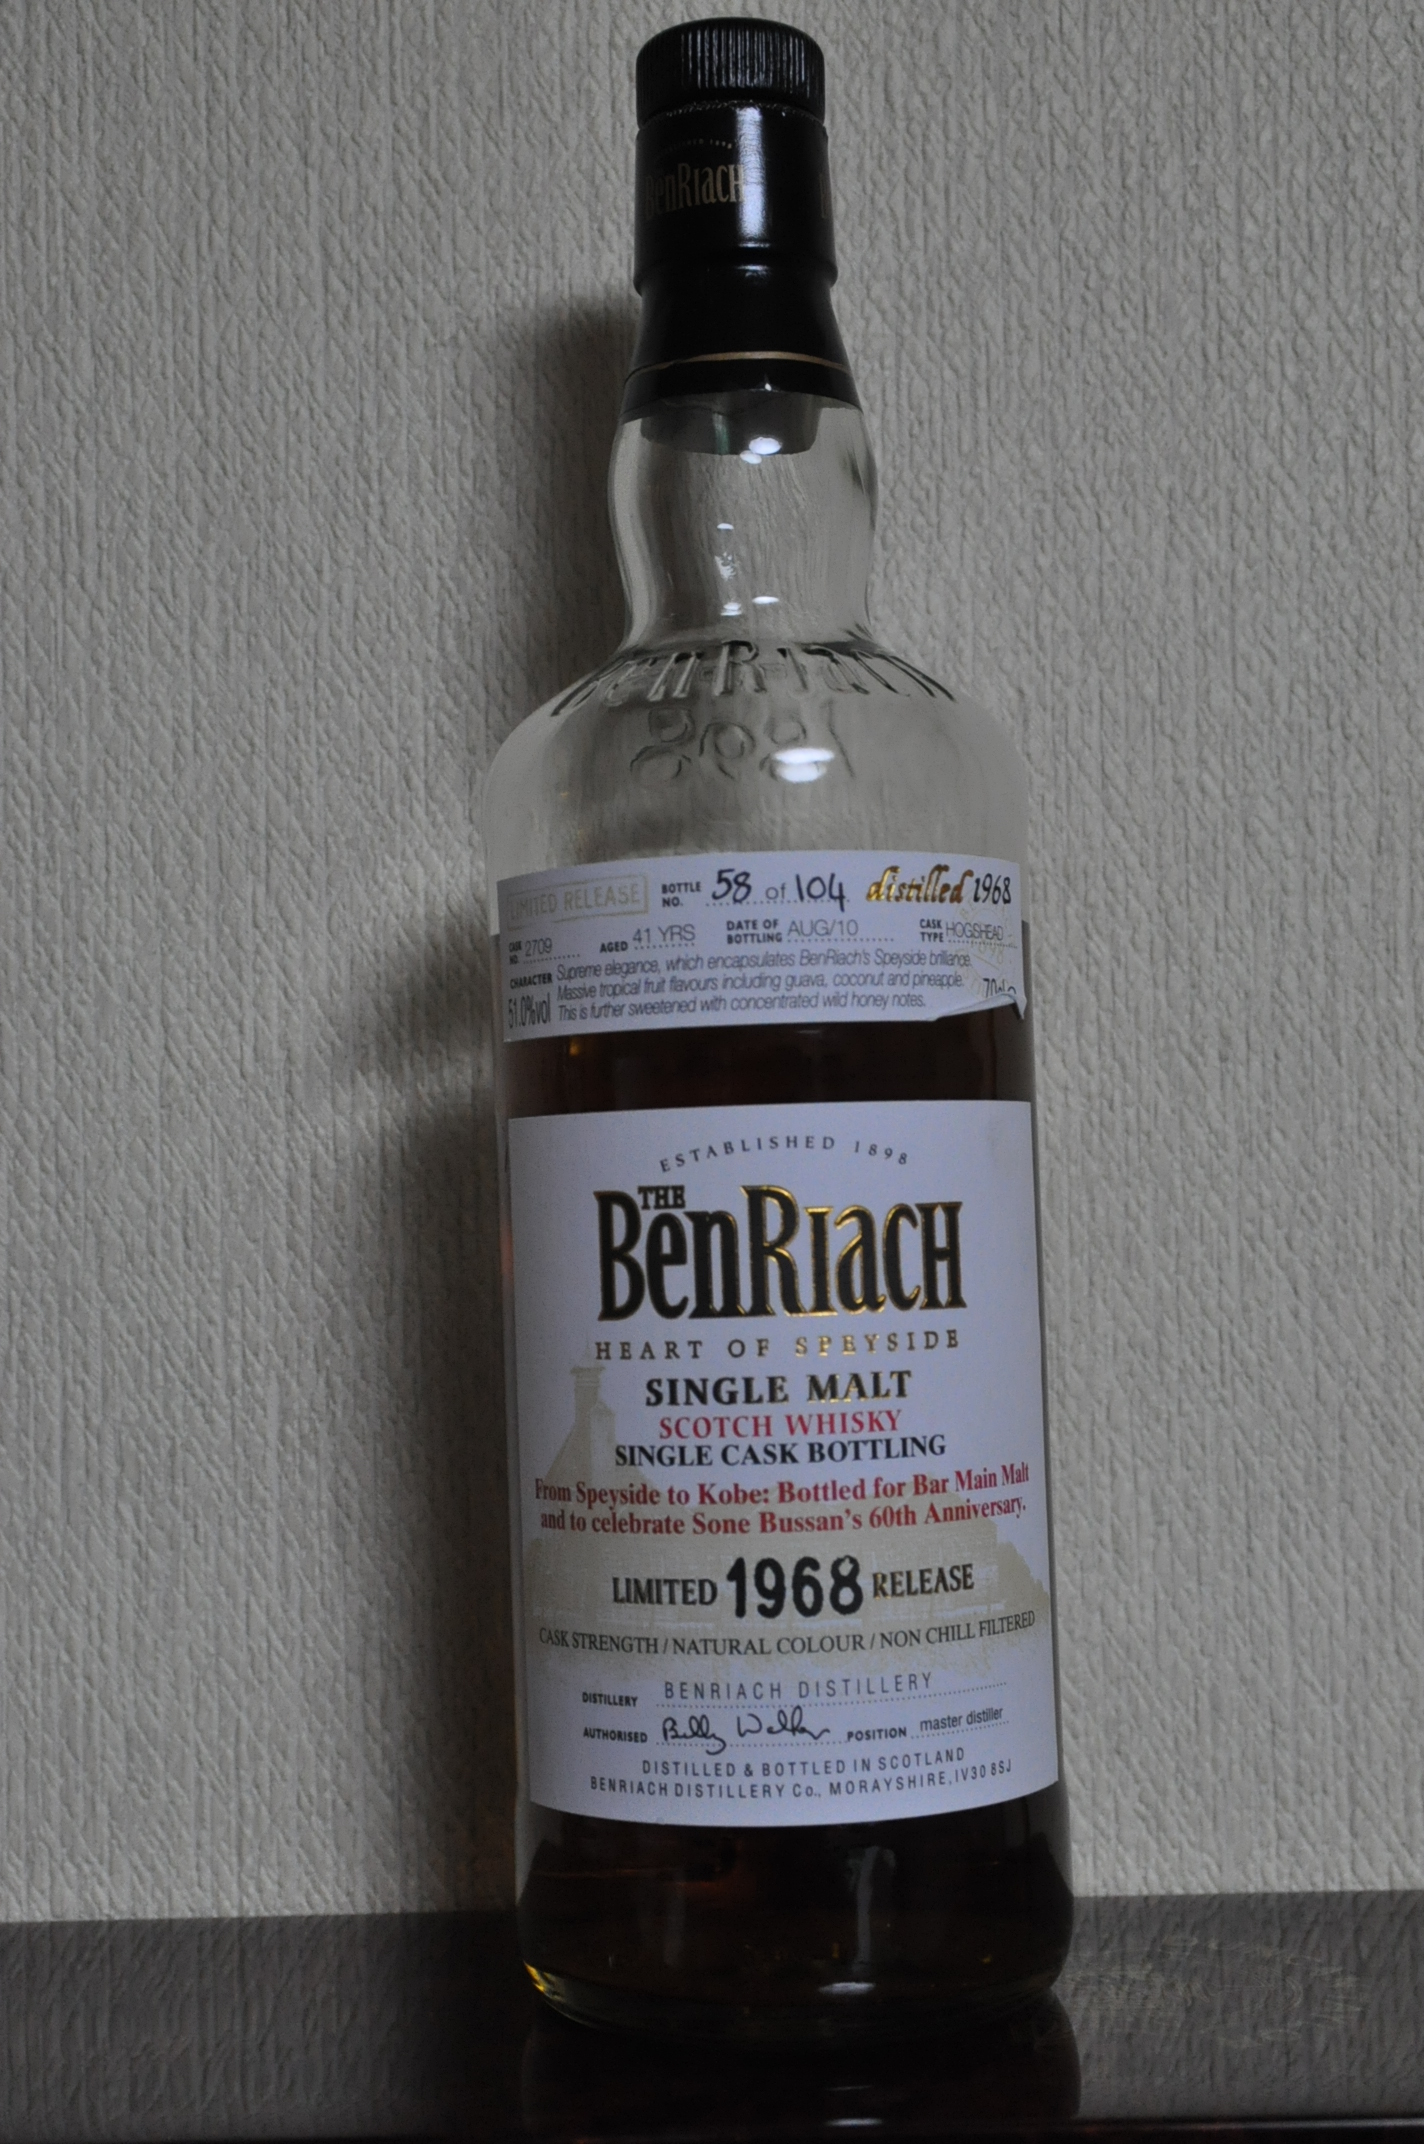 BenRiach
BenRiach
1898
LIMITED RELEASE BOTTLE NO. 58 of 104 distilled 1968
CASK NO. 2709 AGED 41 YRS DATE OF BOTTLING AUG/10 CASK TYPE HOGSHEAD
CHARACTER Supreme elegance, which encapsulates BenRiach's Speyside brilliance.
Massive tropical fruit flavours including guava, coconut and pineapple.
This is further sweetened with concentrated wild honey notes.
51.0%vol 70cl
ESTABLISHED 1898
THE
BenRiach
HEART OF SPEYSIDE
SINGLE MALT
SCOTCH WHISKY
SINGLE CASK BOTTLING
From Speyside to Kobe: Bottled for Bar Main Malt
and to celebrate Sone Bussan's 60th Anniversary.
LIMITED 1968 RELEASE
CASK STRENGTH / NATURAL COLOUR / NON CHILL FILTERED
DISTILLERY BENRIACH DISTILLERY
AUTHORISED Billy Walker POSITION master distiller
DISTILLED & BOTTLED IN SCOTLAND
BENRIACH DISTILLERY Co., MORAYSHIRE, IV30 8SJ